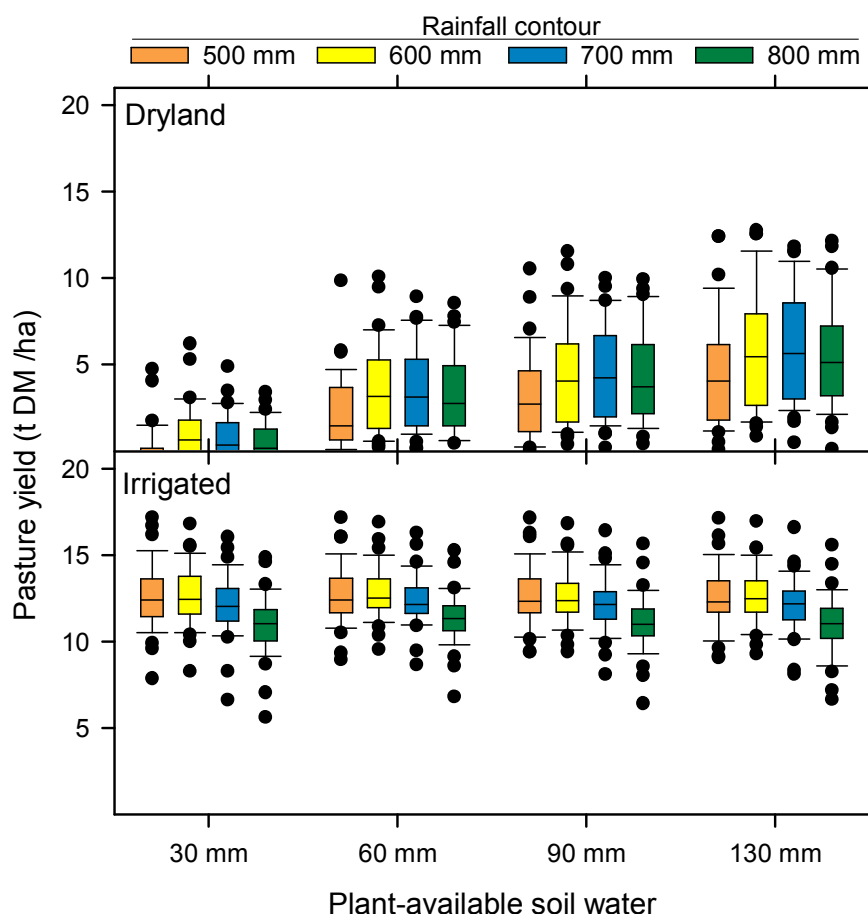 Rainfall contour
500 mm 600 mm 700 mm 800 mm
20
Dryland
15
10
5
20
Irrigated
15
10
5
Pasture yield (t DM /ha)
30 mm 60 mm 90 mm 130 mm
Plant-available soil water